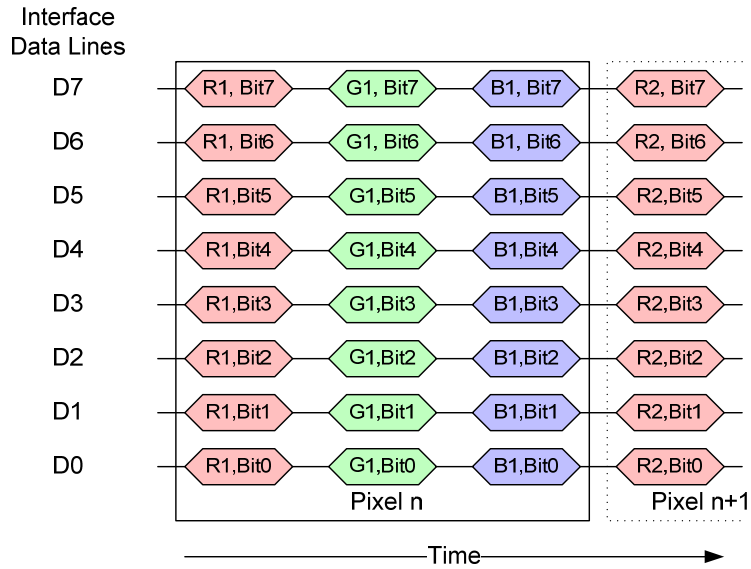 Interface
Data Lines
D7 R1, Bit7 G1, Bit7 B1, Bit7 R2, Bit7
D6 R1, Bit6 G1, Bit6 B1, Bit6 R2, Bit6
D5 R1,Bit5 G1,Bit5 B1,Bit5 R2,Bit5
D4 R1,Bit4 G1,Bit4 B1,Bit4 R2,Bit4
D3 R1,Bit3 G1,Bit3 B1,Bit3 R2,Bit3
D2 R1,Bit2 G1,Bit2 B1,Bit2 R2,Bit2
D1 R1,Bit1 G1,Bit1 B1,Bit1 R2,Bit1
D0 R1,Bit0 G1,Bit0 B1,Bit0 R2,Bit0
Pixel n Pixel n+1
Time